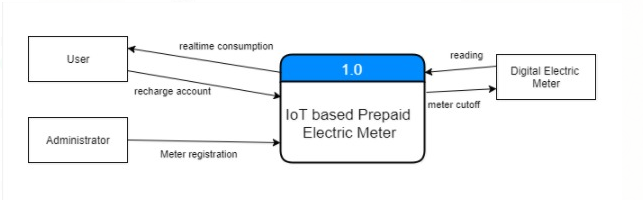 realtime consumption
User
recharge account
1.0
IoT based Prepaid
Electric Meter
reading
Digital Electric
Meter
meter cutoff
Administrator
Meter registration